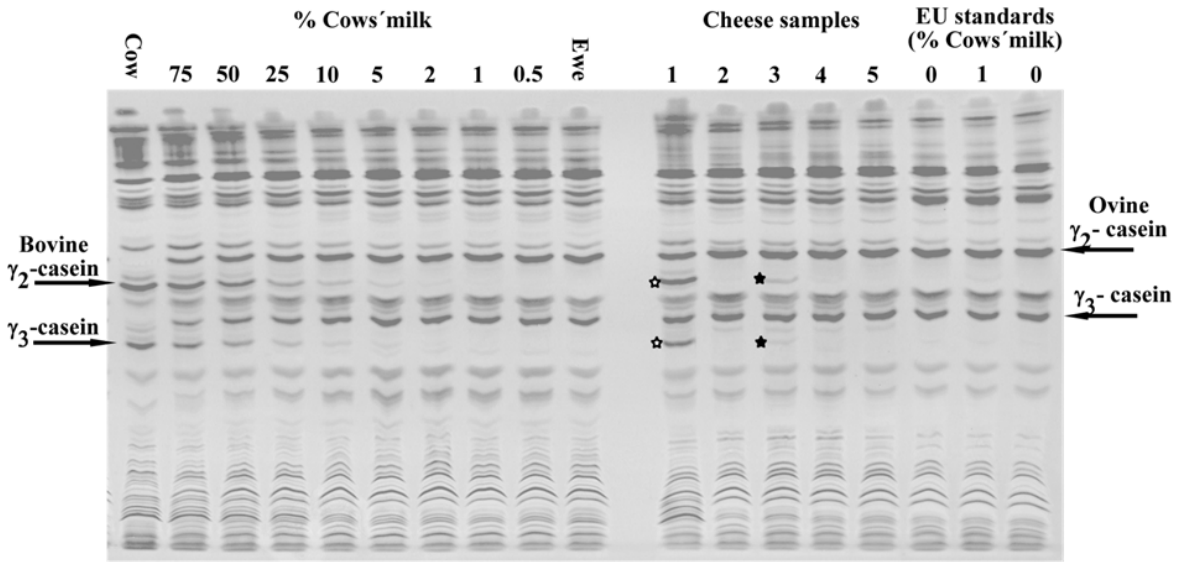 % Cows´milk
Cow 75 50 25 10 5 2 1 0.5 Ewe
Cheese samples
1 2 3 4 5
EU standards
(% Cows´milk)
0 1 0
Bovine
γ2-casein
γ3-casein
Ovine
γ2- casein
γ3- casein